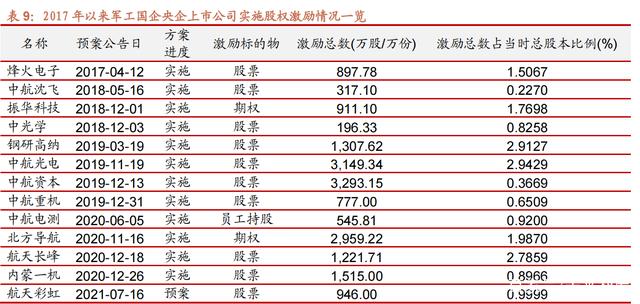 表 9：2017 年以来军工国企央企上市公司实施股权激励情况一览
名称 预案公告日 方案进度 激励标的物 激励总数(万股/万份) 激励总数占当时总股本比例(%)
烽火电子 2017-04-12 实施 股票 897.78 1.5067
中航沈飞 2018-05-16 实施 股票 317.10 0.2270
振华科技 2018-12-01 实施 期权 911.10 1.7698
中光学 2018-12-03 实施 股票 196.33 0.8258
钢研高纳 2019-03-19 实施 股票 1,307.62 2.9127
中航光电 2019-11-19 实施 股票 3,149.34 2.9429
中航资本 2019-12-13 实施 股票 3,293.15 0.3669
中航重机 2019-12-31 实施 股票 777.00 0.6509
中航电测 2020-06-05 实施 员工持股 545.81 0.9200
北方导航 2020-11-16 实施 期权 2,959.22 1.9870
航天长峰 2020-12-18 实施 股票 1,221.71 2.7859
内蒙一机 2020-12-26 实施 股票 1,515.00 0.8966
航天彩虹 2021-07-16 预案 股票 946.00 0.9999